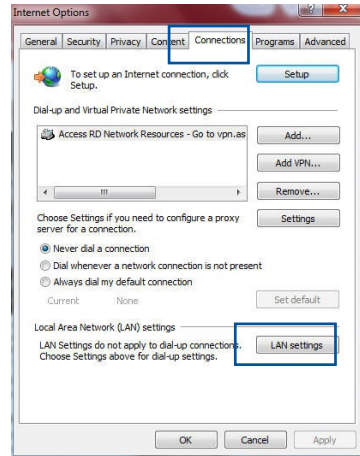 Internet Options
General Security Privacy Content Connections Programs Advanced
To set up an Internet connection, click
Setup.
Setup
Dial-up and Virtual Private Network settings
Access RD Network Resources - Go to vpn.as
Add...
Add VPN...
Remove...
Choose Settings if you need to configure a proxy
server for a connection.
Settings
Never dial a connection
Dial whenever a network connection is not present
Always dial my default connection
Current None
Set default
Local Area Network (LAN) settings
LAN Settings do not apply to dial-up connections.
Choose Settings above for dial-up settings.
LAN settings
OK Cancel Apply